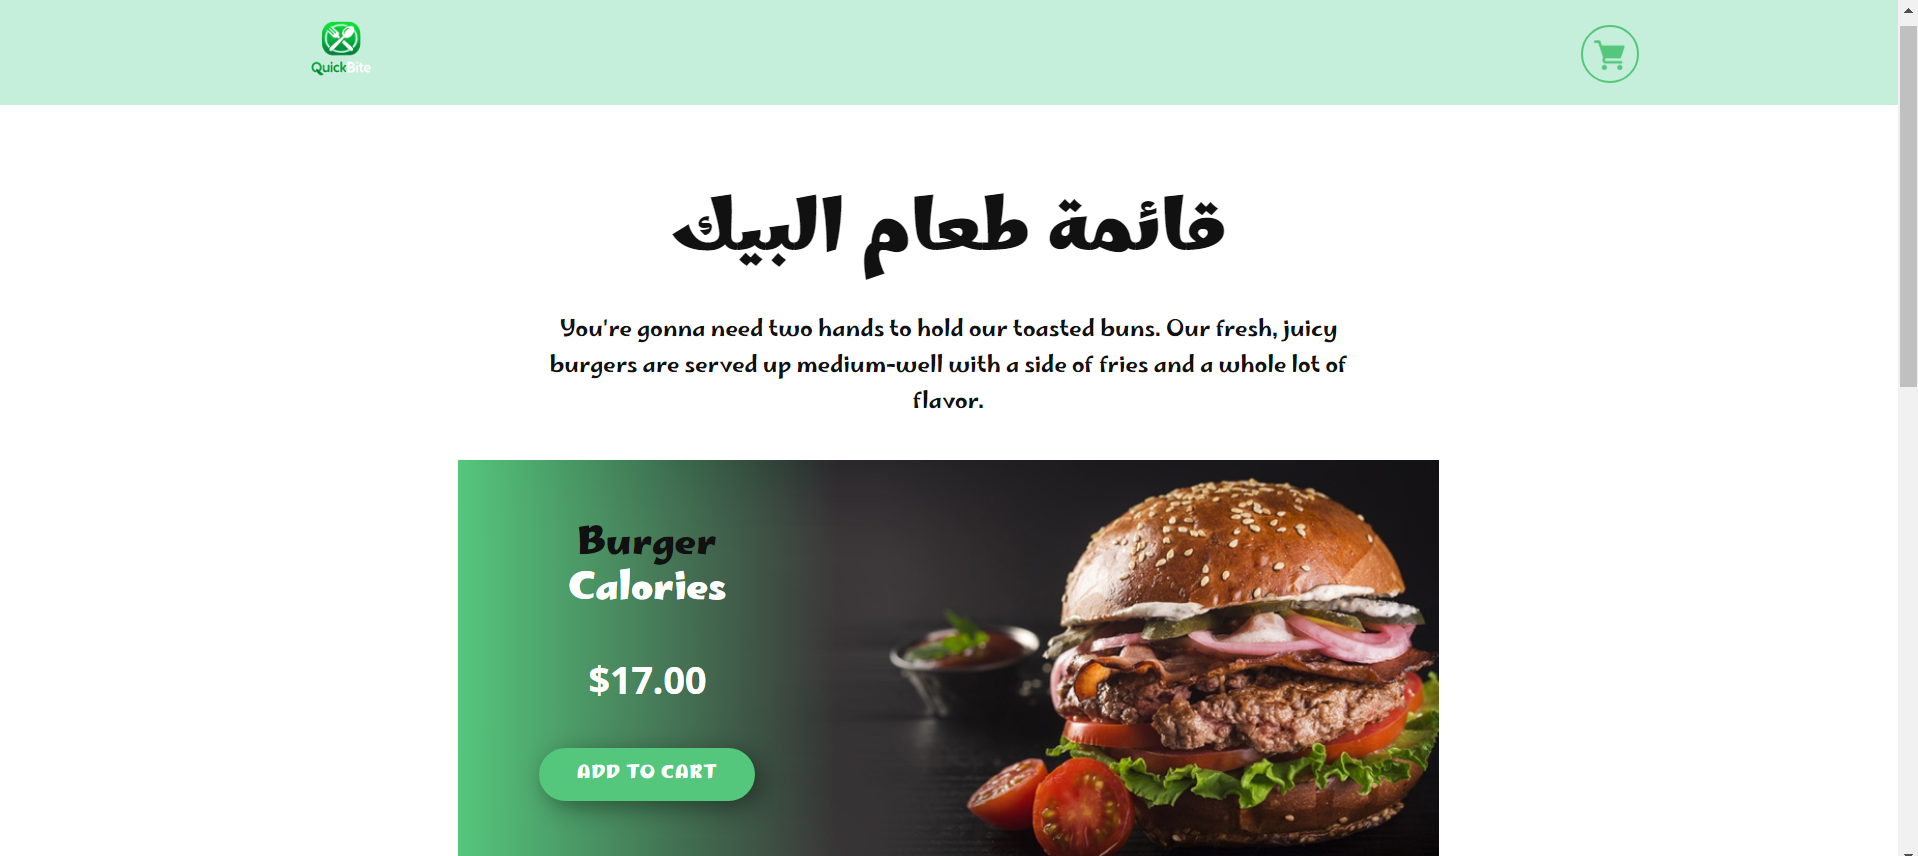 QuickBite
قائمة طعام البيك
You're gonna need two hands to hold our toasted buns. Our fresh, juicy
burgers are served up medium-well with a side of fries and a whole lot of
flavor.
Burger
Calories
$17.00
ADD TO CART